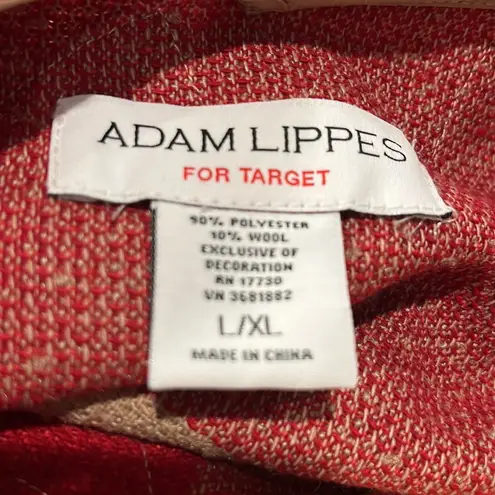 ADAM LIPPES
FOR TARGET
90% POLYESTER
10% WOOL
EXCLUSIVE OF
DECORATION
RN 17730
VN 3681882
L/XL
MADE IN CHINA